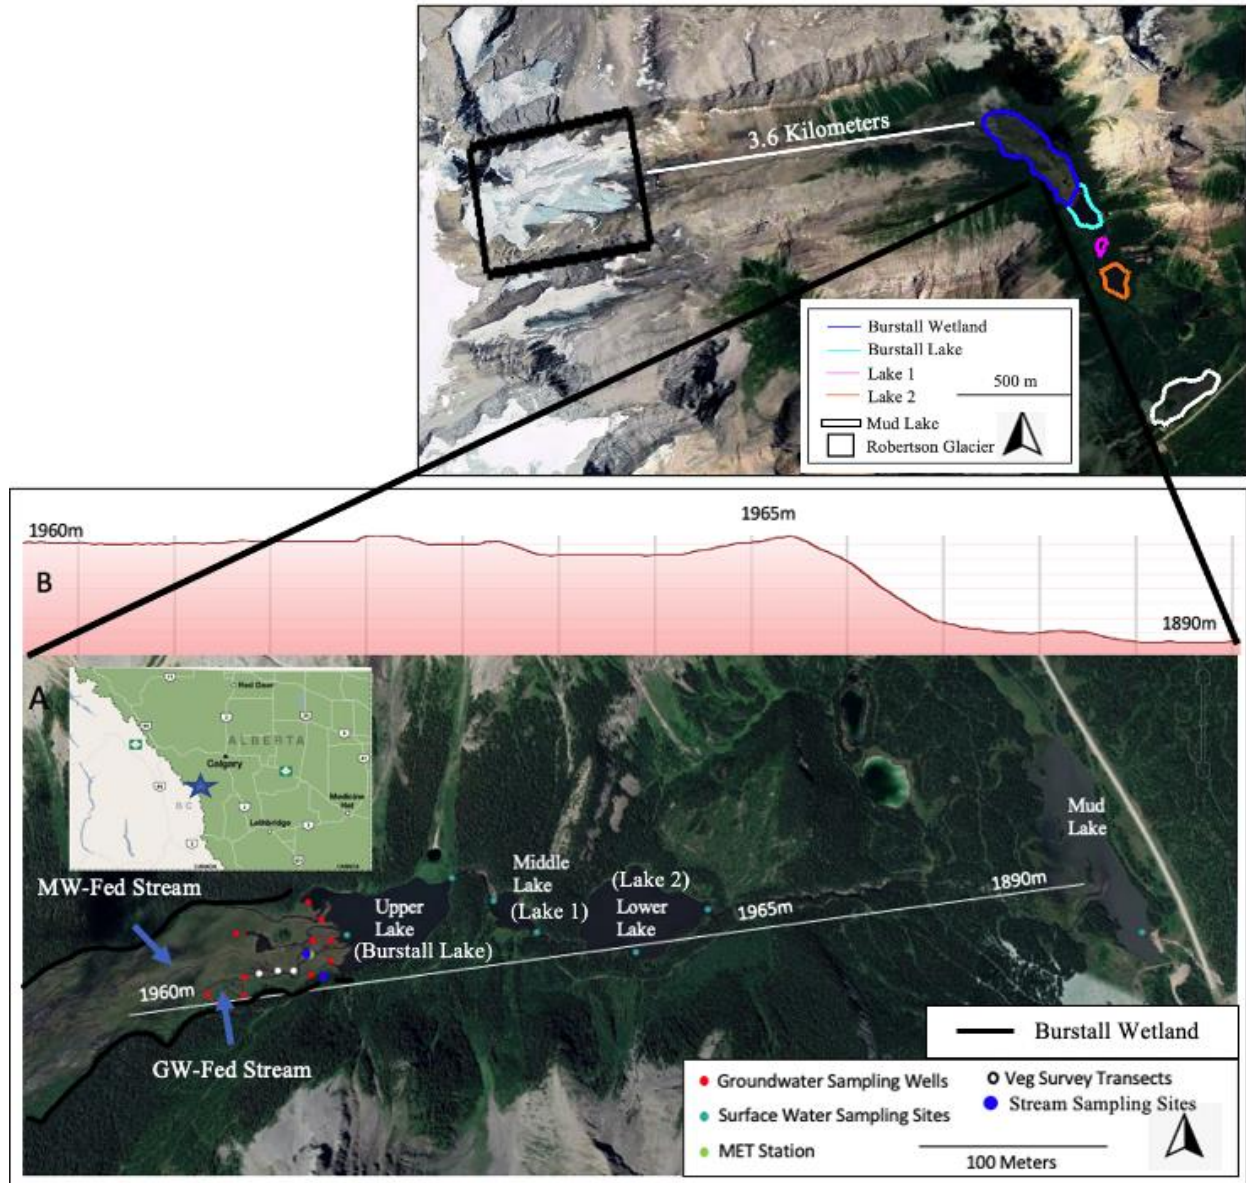 3.6 Kilometers
Burstall Wetland
Burstall Lake
Lake 1
Lake 2
500 m
Mud Lake
Robertson Glacier
1960m
1965m
B
1890m
A
Red Deer
ALBERTA
Calgary
BC
Medicine
Hat
Lethbridge
MW-Fed Stream
Upper
Lake
(Burstall Lake)
Middle
Lake
(Lake 1)
(Lake 2)
Lower
Lake
Mud
Lake
1890m
1965m
1960m
GW-Fed Stream
Burstall Wetland
Groundwater Sampling Wells
Veg Survey Transects
Surface Water Sampling Sites
Stream Sampling Sites
MET Station
100 Meters